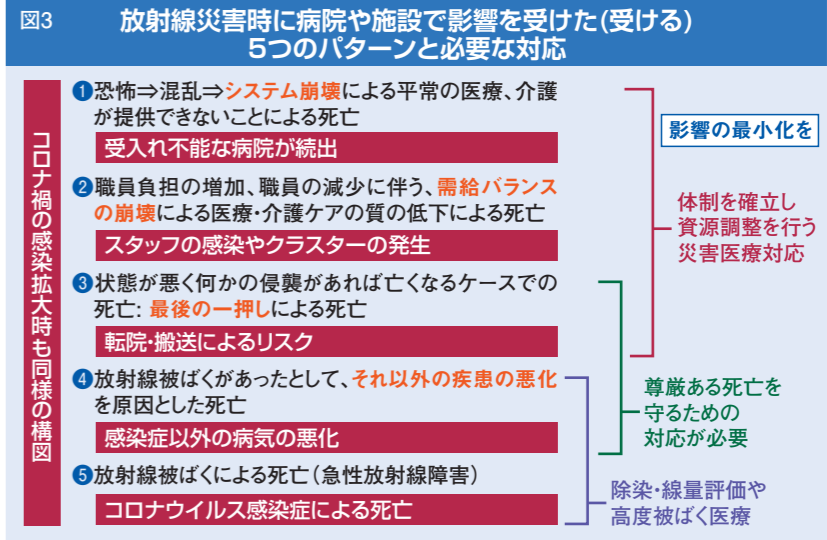 図3
放射線災害時に病院や施設で影響を受けた(受ける)
5つのパターンと必要な対応
コロナ禍の感染拡大時も同様の構図
❶恐怖⇒混乱⇒システム崩壊による平常の医療、介護
が提供できないことによる死亡
受入れ不能な病院が続出
❷職員負担の増加、職員の減少に伴う、需給バランス
の崩壊による医療・介護ケアの質の低下による死亡
スタッフの感染やクラスターの発生
❸状態が悪く何かの侵襲があれば亡くなるケースでの
死亡: 最後の一押しによる死亡
転院・搬送によるリスク
❹放射線被ばくがあったとして、それ以外の疾患の悪化
を原因とした死亡
感染症以外の病気の悪化
❺放射線被ばくによる死亡(急性放射線障害)
コロナウイルス感染症による死亡
影響の最小化を
体制を確立し
資源調整を行う
災害医療対応
尊厳ある死亡を
守るための
対応が必要
除染・線量評価や
高度被ばく医療